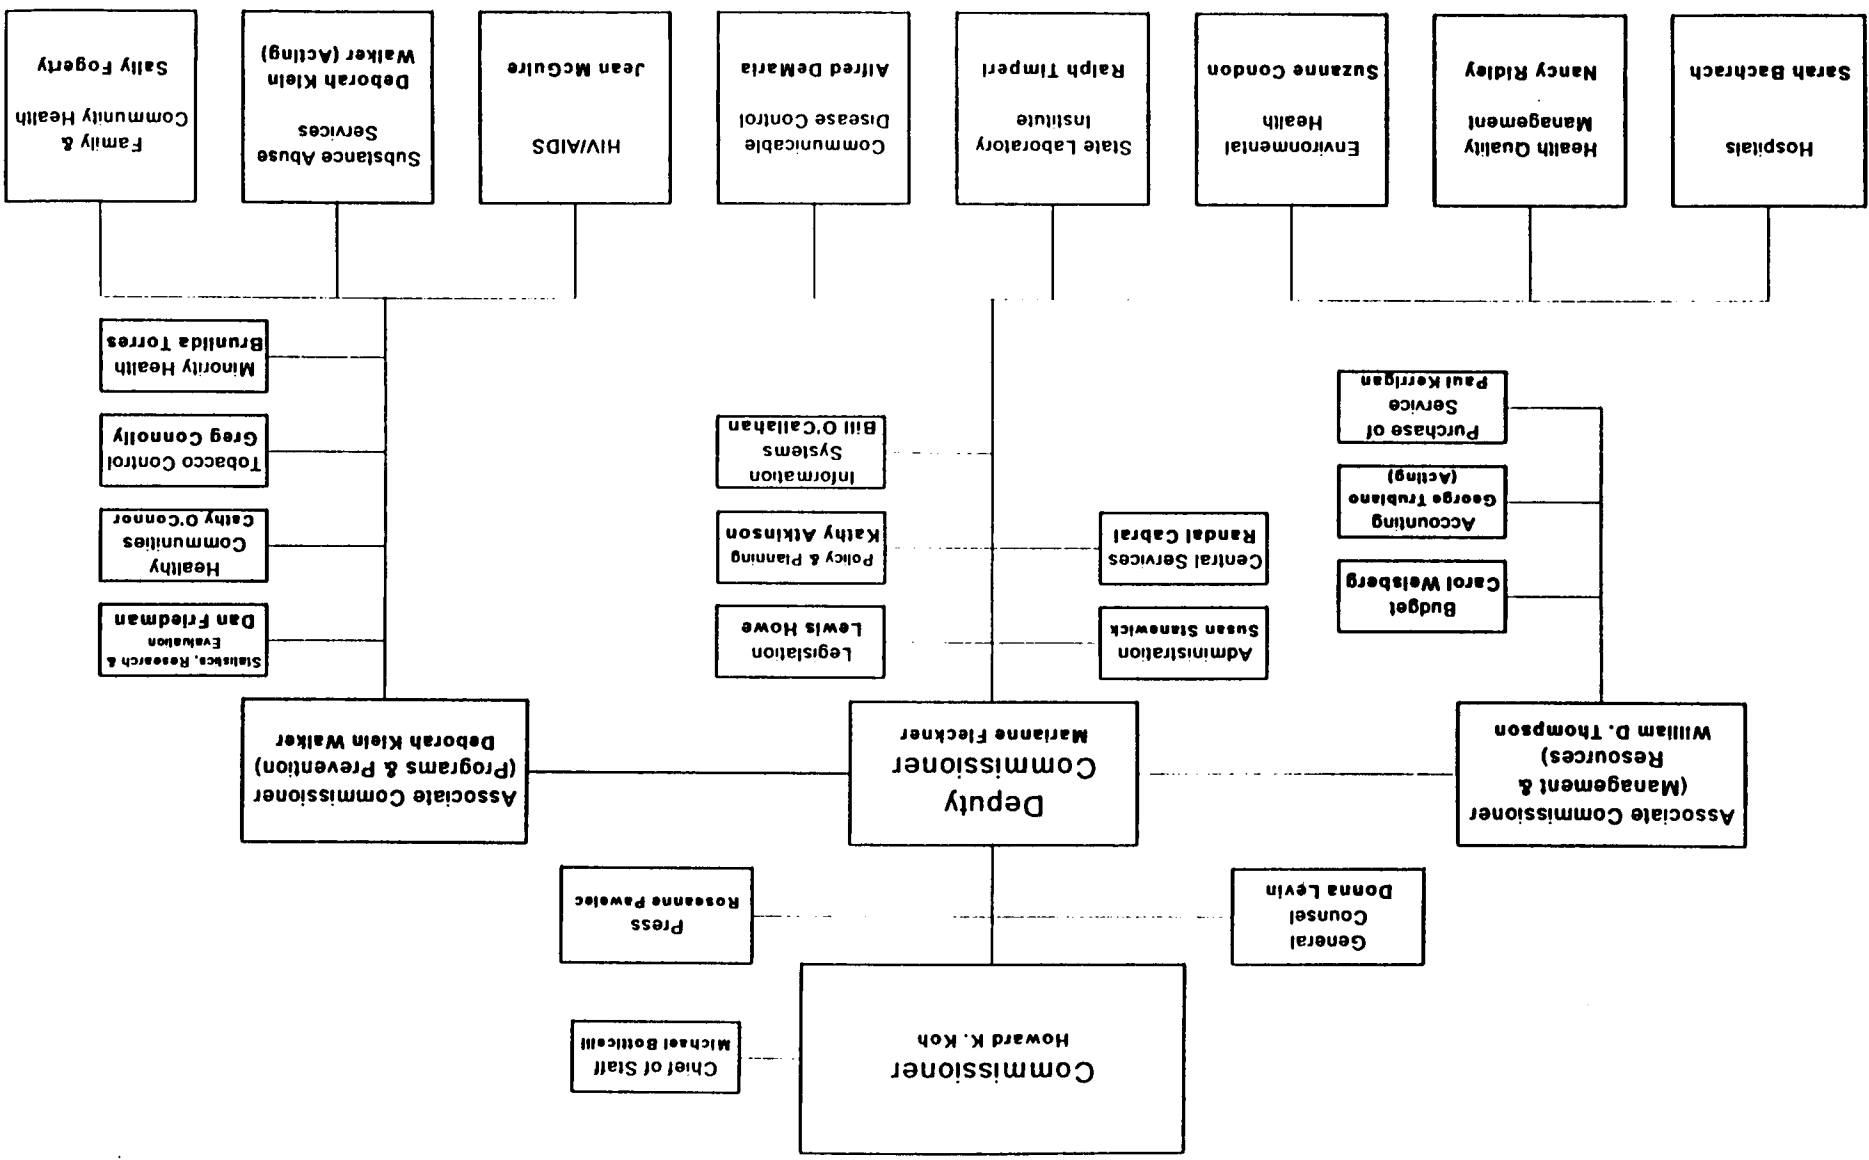 Commissioner
Howard K. Koh
Chief of Staff
Michael Botticelli
General
Counsel
Donna Levin
Press
Roseanne Pawelec
Associate Commissioner
(Management &
Resources)
William D. Thompson
Deputy
Commissioner
Marianne Fleckner
Associate Commissioner
(Programs & Prevention)
Deborah Klein Walker
Budget
Carol Weisberg
Accounting
George Trubiano
(Acting)
Purchase of
Service
Paul Kerrigan
Administration
Susan Stanewick
Central Services
Randal Cabral
Legislation
Lewis Howe
Policy & Planning
Kathy Atkinson
Information
Systems
Bill O'Callahan
Statistics, Research &
Evaluation
Dan Friedman
Healthy
Communities
Cathy O'Connor
Tobacco Control
Greg Connolly
Minority Health
Brunilda Torres
Hospitals
Sarah Bachrach
Health Quality
Management
Nancy Ridley
Environmental
Health
Suzanne Condon
State Laboratory
Institute
Ralph Timperi
Communicable
Disease Control
Alfred DeMaria
HIV/AIDS
Jean McGuire
Substance Abuse
Services
Deborah Klein
Walker (Acting)
Family &
Community Health
Sally Fogerty